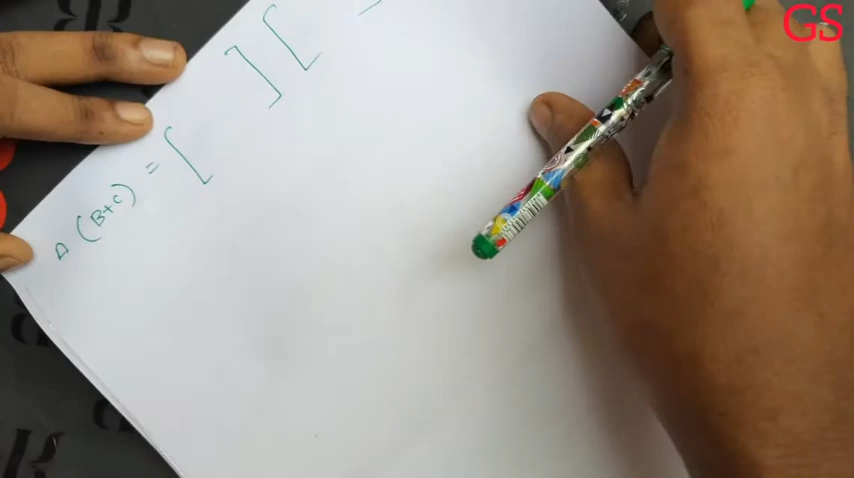 GS
A (B+C) = [ ] [